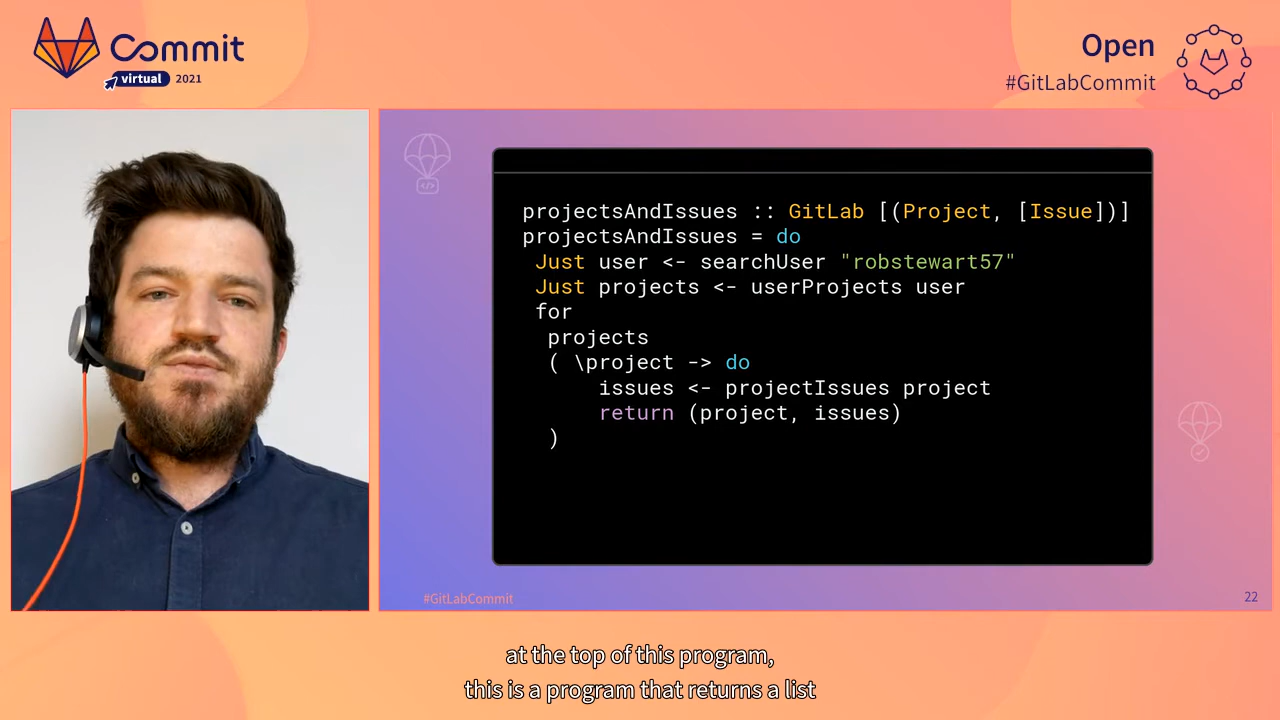 Commit
virtual 2021
Open
#GitLabCommit
projectsAndIssues :: GitLab [(Project, [Issue])]
projectsAndIssues = do
Just user <- searchUser "robstewart57"
Just projects <- userProjects user
for
projects
( \project -> do
issues <- projectIssues project
return (project, issues)
)
#GitLabCommit
22
at the top of this program,
this is a program that returns a list